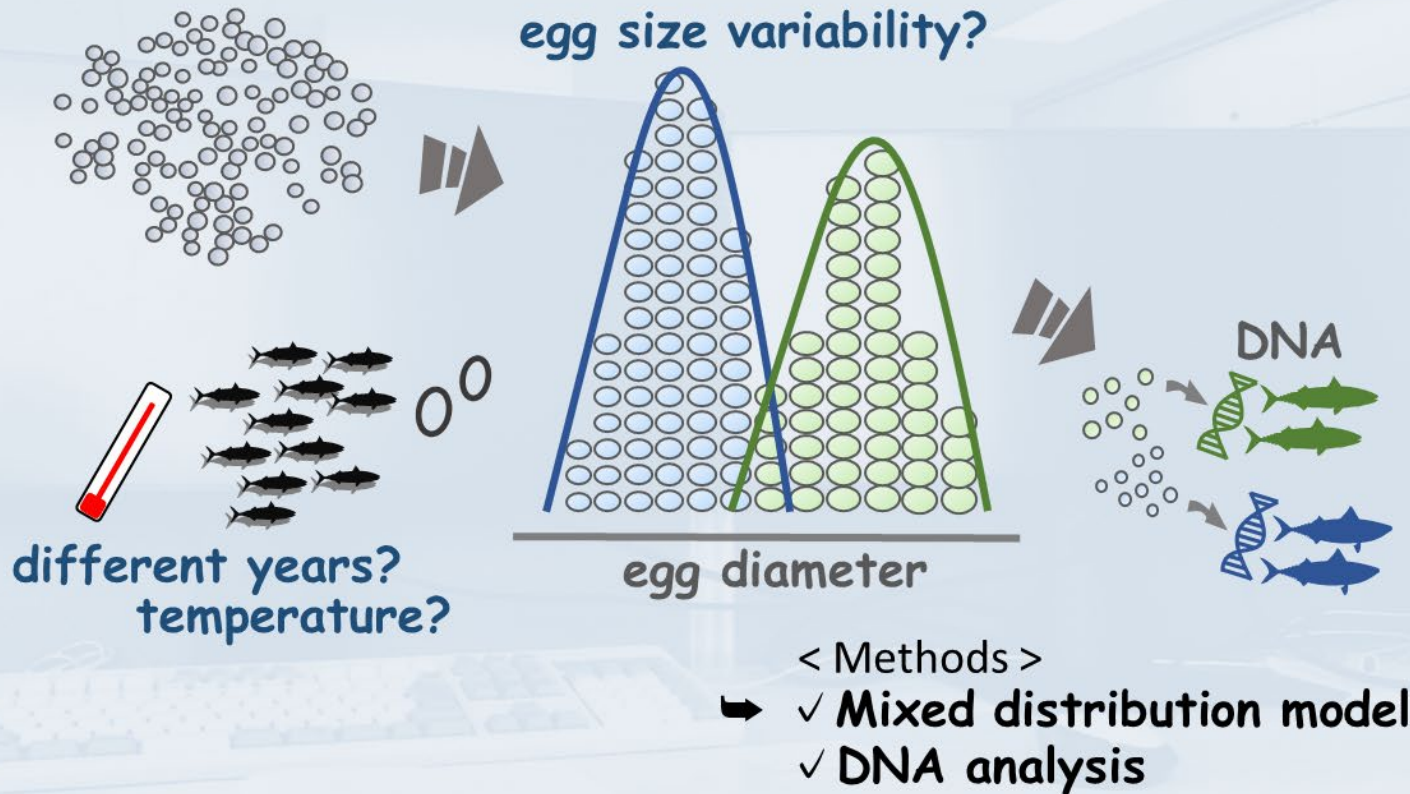 egg size variability?
DNA
different years?
temperature?
egg diameter
< Methods >
✓ Mixed distribution model
✓ DNA analysis